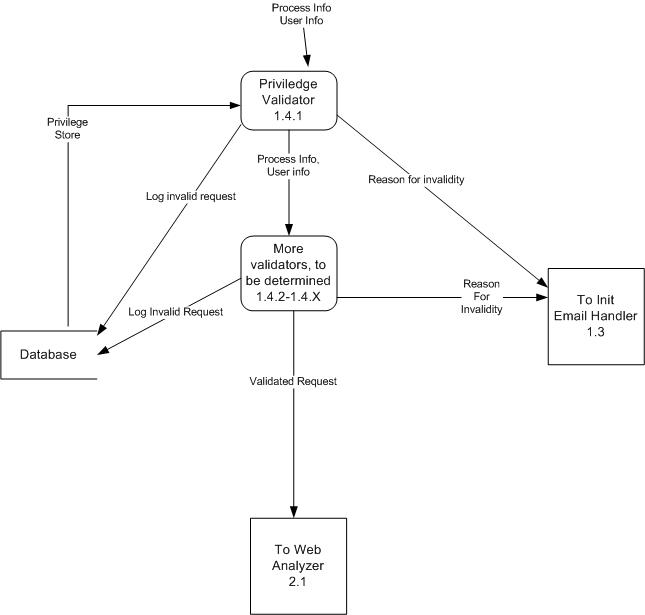 Process Info
User Info
Priviledge
Validator
1.4.1
Privilege
Store
Process Info,
User info
Reason for invalidity
Log invalid request
More
validators, to
be determined
1.4.2-1.4.X
Reason
For
Invalidity
To Init
Email Handler
1.3
Log Invalid Request
Database
Validated Request
To Web
Analyzer
2.1